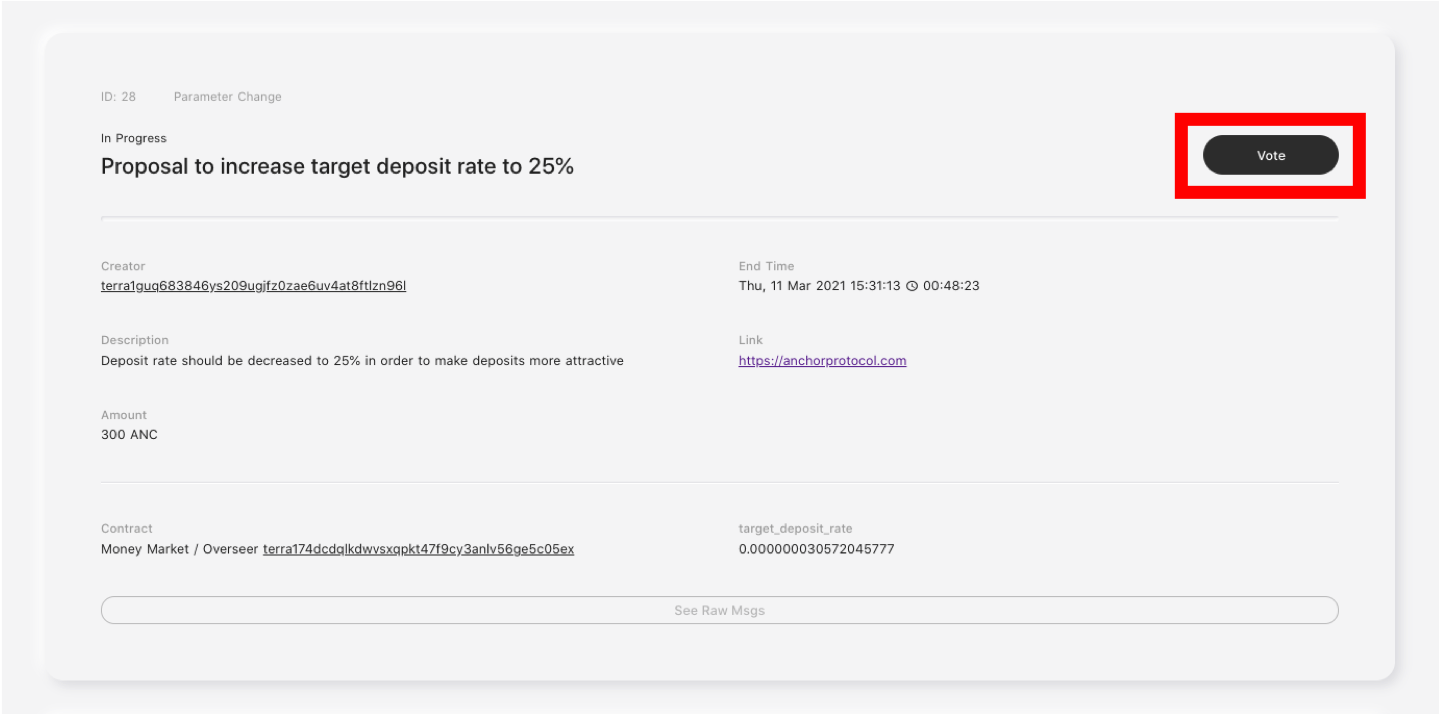 ID: 28 Parameter Change
In Progress
Proposal to increase target deposit rate to 25%
Vote
Creator
terra1guq683846ys209ugjfz0zae6uv4at8ftlzn96l
End Time
Thu, 11 Mar 2021 15:31:13 00:48:23
Description
Deposit rate should be decreased to 25% in order to make deposits more attractive
Link
https://anchorprotocol.com
Amount
300 ANC
Contract
Money Market / Overseer terra174dcdqlkdwvsxqpkt47f9cy3anlv56ge5c05ex
target_deposit_rate
0.000000030572045777
See Raw Msgs